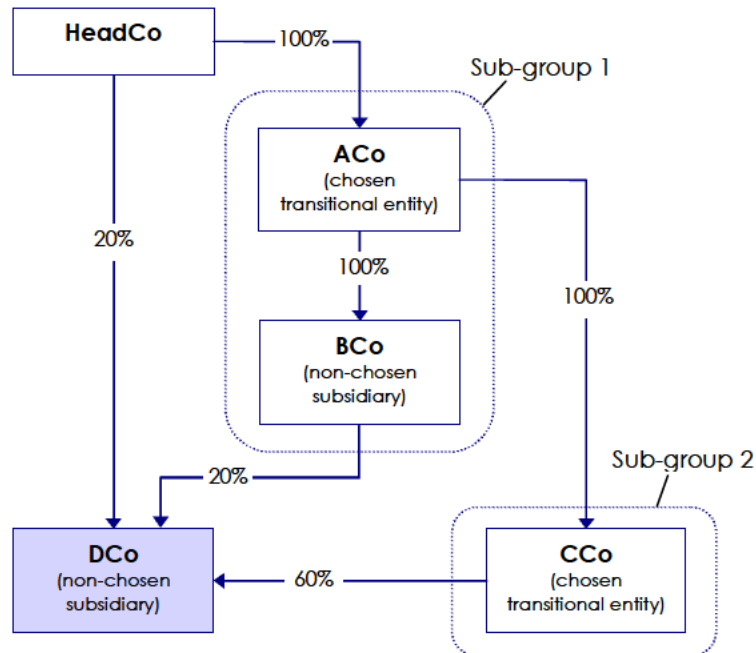 HeadCo
100%
Sub-group 1
ACo
(chosen
transitional entity)
20%
100%
100%
BCo
(non-chosen
subsidiary)
20%
Sub-group 2
DCo
(non-chosen
subsidiary)
60%
CCo
(chosen
transitional entity)